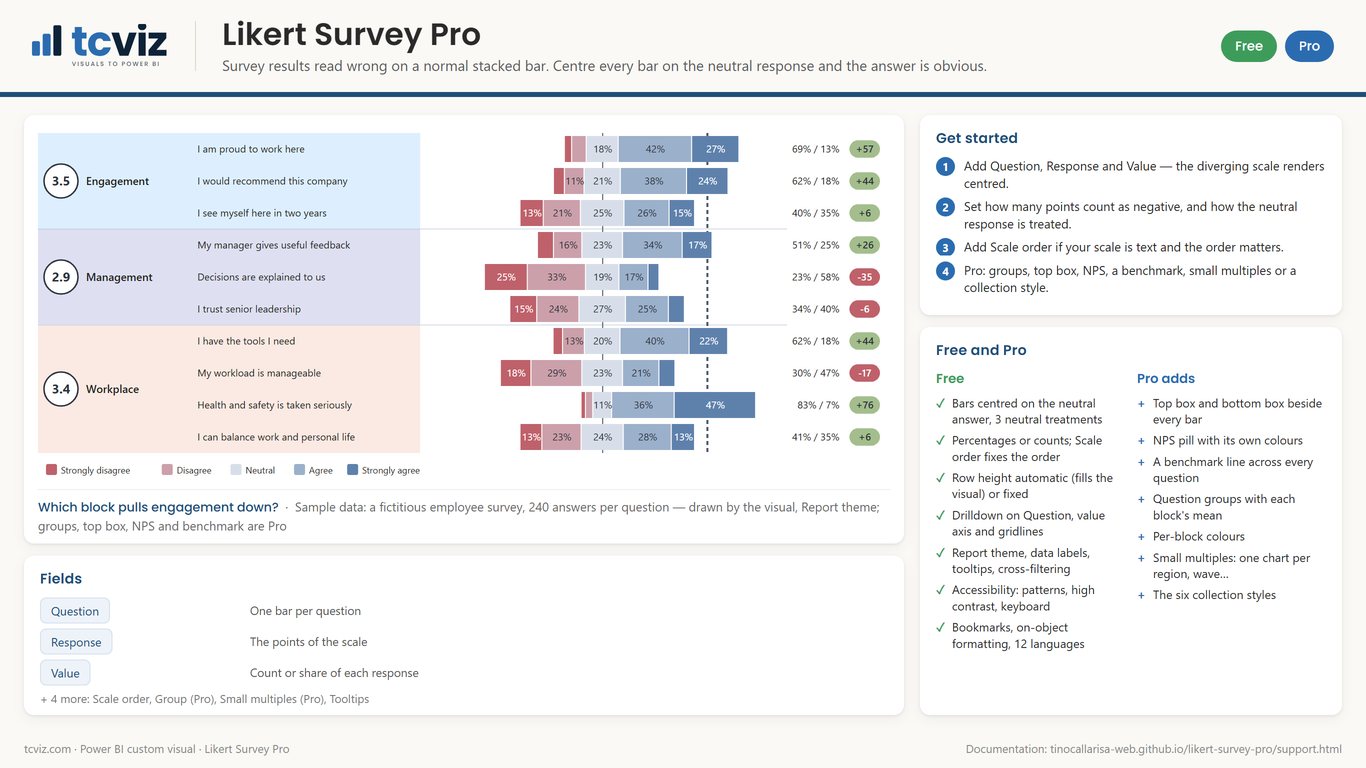 tcviz
VISUALS TO POWER BI
Likert Survey Pro
Survey results read wrong on a normal stacked bar. Centre every bar on the neutral response and the answer is obvious.
Free
Pro
3.5 Engagement
I am proud to work here 18% 42% 27% 69% / 13% +57
I would recommend this company 11% 21% 38% 24% 62% / 18% +44
I see myself here in two years 13% 21% 25% 26% 15% 40% / 35% +6
2.9 Management
My manager gives useful feedback 16% 23% 34% 17% 51% / 25% +26
Decisions are explained to us 25% 33% 19% 17% 23% / 58% -35
I trust senior leadership 15% 24% 27% 25% 34% / 40% -6
3.4 Workplace
I have the tools I need 13% 20% 40% 22% 62% / 18% +44
My workload is manageable 18% 29% 23% 21% 30% / 47% -17
Health and safety is taken seriously 11% 36% 47% 83% / 7% +76
I can balance work and personal life 13% 23% 24% 28% 13% 41% / 35% +6
Strongly disagree Disagree Neutral Agree Strongly agree
Which block pulls engagement down? · Sample data: a fictitious employee survey, 240 answers per question — drawn by the visual, Report theme;
groups, top box, NPS and benchmark are Pro
Fields
Question One bar per question
Response The points of the scale
Value Count or share of each response
+ 4 more: Scale order, Group (Pro), Small multiples (Pro), Tooltips
Get started
1 Add Question, Response and Value — the diverging scale renders
centred.
2 Set how many points count as negative, and how the neutral
response is treated.
3 Add Scale order if your scale is text and the order matters.
4 Pro: groups, top box, NPS, a benchmark, small multiples or a
collection style.
Free and Pro
Free
✓ Bars centred on the neutral
answer, 3 neutral treatments
✓ Percentages or counts; Scale
order fixes the order
✓ Row height automatic (fills the
visual) or fixed
✓ Drilldown on Question, value
axis and gridlines
✓ Report theme, data labels,
tooltips, cross-filtering
✓ Accessibility: patterns, high
contrast, keyboard
✓ Bookmarks, on-object
formatting, 12 languages
Pro adds
+ Top box and bottom box beside
every bar
+ NPS pill with its own colours
+ A benchmark line across every
question
+ Question groups with each
block's mean
+ Per-block colours
+ Small multiples: one chart per
region, wave...
+ The six collection styles
tcviz.com · Power BI custom visual · Likert Survey Pro
Documentation: tinocallarisa-web.github.io/likert-survey-pro/support.html